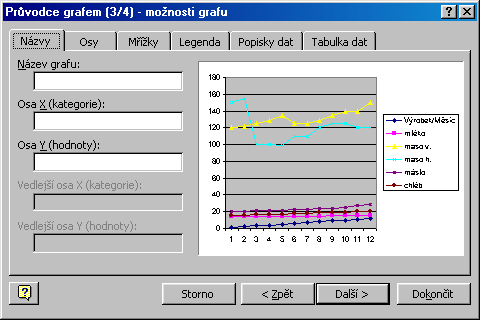 Průvodce grafem (3/4) - možnosti grafu
Názvy
Osy
Mřížky
Legenda
Popisky dat
Tabulka dat
Název grafu:
Osa X (kategorie):
Osa Y (hodnoty):
Vedlejší osa X (kategorie):
Vedlejší osa Y (hodnoty):
180
160
140
120
100
80
60
40
20
0
1 2 3 4 5 6 7 8 9 10 11 12
Výrobek/Měsíc
mléko
maso v.
maso h.
máslo
chléb
Storno
< Zpět
Další >
Dokončit